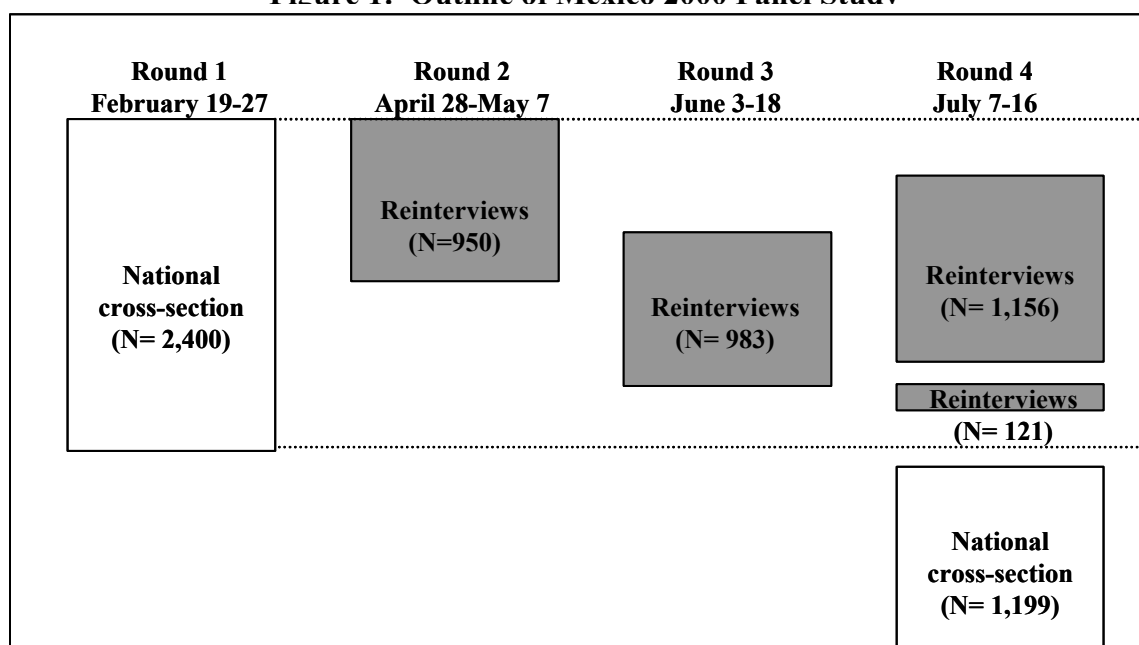 Figure 1: Outline of Mexico 2000 Panel Study
Round 1
February 19-27
Round 2
April 28-May 7
Round 3
June 3-18
Round 4
July 7-16
National
cross-section
(N= 2,400)
Reinterviews
(N=950)
Reinterviews
(N= 983)
Reinterviews
(N= 1,156)
Reinterviews
(N= 121)
National
cross-section
(N= 1,199)